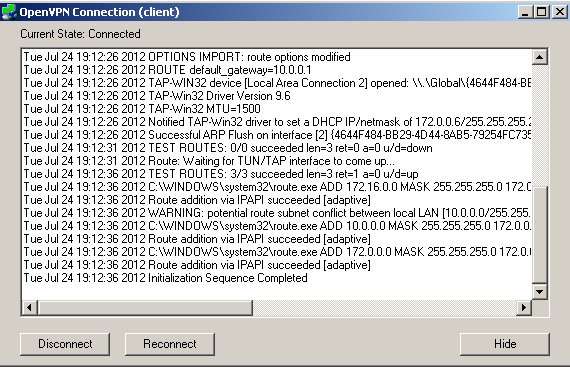 OpenVPN Connection (client)
Current State: Connected
Tue Jul 24 19:12:26 2012 OPTIONS IMPORT: route options modified
Tue Jul 24 19:12:26 2012 ROUTE default_gateway=10.0.0.1
Tue Jul 24 19:12:26 2012 TAP-WIN32 device [Local Area Connection 2] opened: \\.\Global\{4644F484-BE
Tue Jul 24 19:12:26 2012 TAP-Win32 Driver Version 9.6
Tue Jul 24 19:12:26 2012 TAP-Win32 MTU=1500
Tue Jul 24 19:12:26 2012 Notified TAP-Win32 driver to set a DHCP IP/netmask of 172.0.0.6/255.255.255.2
Tue Jul 24 19:12:26 2012 Successful ARP Flush on interface [2] {4644F484-BB29-4D44-8AB5-79254FC735
Tue Jul 24 19:12:31 2012 TEST ROUTES: 0/0 succeeded len=3 ret=0 a=0 u/d=down
Tue Jul 24 19:12:31 2012 Route: Waiting for TUN/TAP interface to come up...
Tue Jul 24 19:12:36 2012 TEST ROUTES: 3/3 succeeded len=3 ret=1 a=0 u/d=up
Tue Jul 24 19:12:36 2012 C:\WINDOWS\system32\route.exe ADD 172.16.0.0 MASK 255.255.255.0 172.0
Tue Jul 24 19:12:36 2012 Route addition via IPAPI succeeded [adaptive]
Tue Jul 24 19:12:36 2012 WARNING: potential route subnet conflict between local LAN [10.0.0.0/255.255.
Tue Jul 24 19:12:36 2012 C:\WINDOWS\system32\route.exe ADD 10.0.0.0 MASK 255.255.255.0 172.0.0.
Tue Jul 24 19:12:36 2012 Route addition via IPAPI succeeded [adaptive]
Tue Jul 24 19:12:36 2012 C:\WINDOWS\system32\route.exe ADD 172.0.0.0 MASK 255.255.255.0 172.0.
Tue Jul 24 19:12:36 2012 Route addition via IPAPI succeeded [adaptive]
Tue Jul 24 19:12:36 2012 Initialization Sequence Completed
Disconnect
Reconnect
Hide